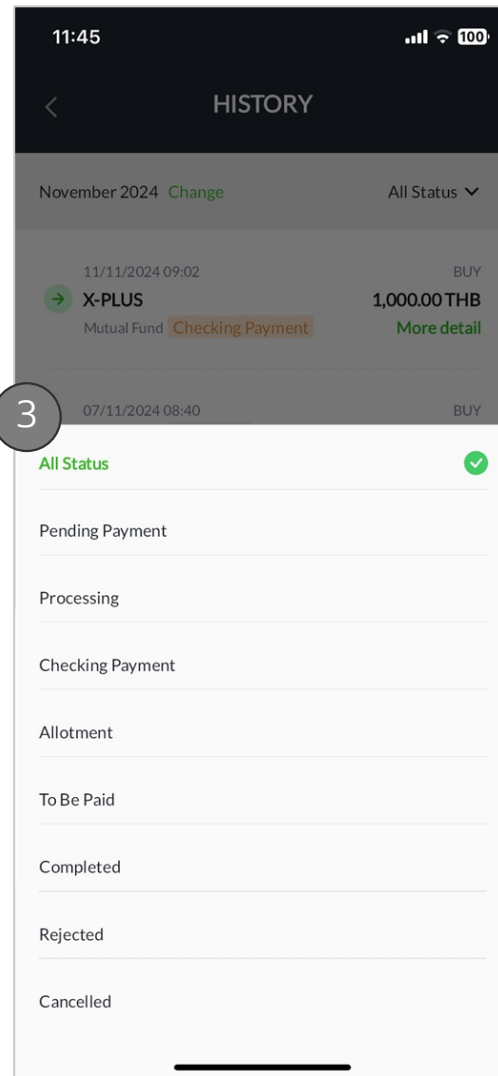 11:45 100
HISTORY
November 2024 Change All Status
11/11/2024 09:02 BUY
X-PLUS 1,000.00 THB
Mutual Fund Checking Payment More detail
3
07/11/2024 08:40 BUY
All Status
Pending Payment
Processing
Checking Payment
Allotment
To Be Paid
Completed
Rejected
Cancelled